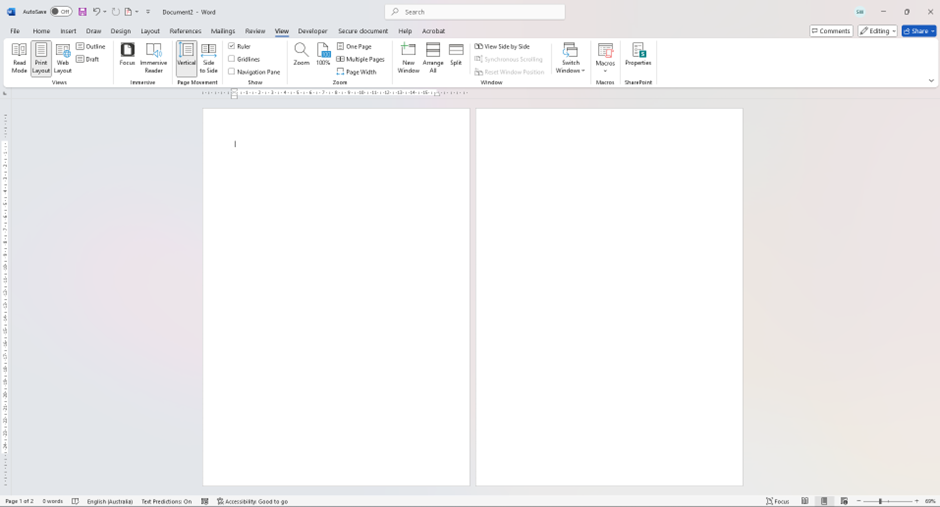 AutoSave Off Document2 - Word Search SW
File Home Insert Draw Design Layout References Mailings Review View Developer Secure document Help Acrobat Comments Editing Share
Read Mode
Print Layout
Web Layout
Outline
Draft
Views
Focus
Immersive Reader
Immersive
Vertical
Side to Side
Page Movement
Ruler
Gridlines
Navigation Pane
Show
Zoom
100%
One Page
Multiple Pages
Page Width
Zoom
New Window
Arrange All
Split
View Side by Side
Synchronous Scrolling
Reset Window Position
Window
Switch Windows
Macros
Macros
Properties
SharePoint
Page 1 of 2 0 words English (Australia) Text Predictions: On Accessibility: Good to go Focus 69%